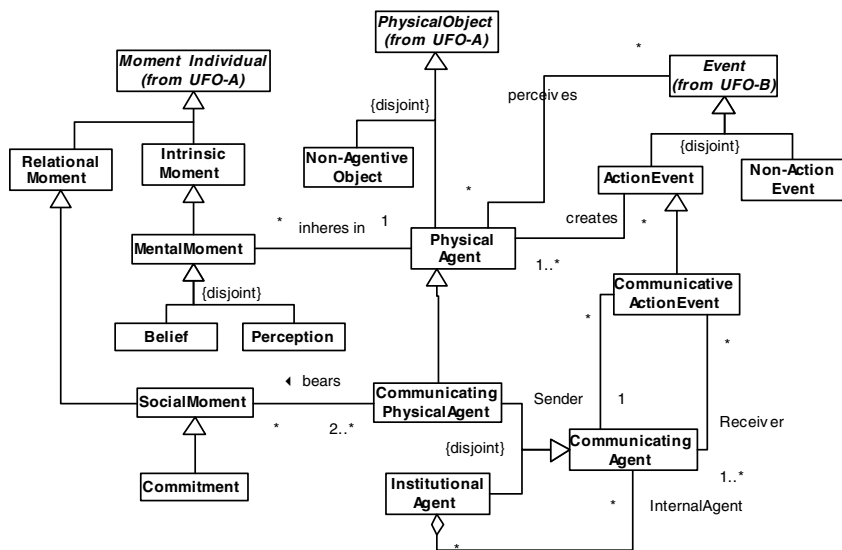 PhysicalObject
(from UFO-A)
Moment Individual
(from UFO-A)
*
Event
(from UFO-B)
perceives
{disjoint}
{disjoint}
Relational
Moment
Intrinsic
Moment
Non-Agentive
Object
ActionEvent
Non-Action
Event
*
creates
*
*
inheres in
1
MentalMoment
Physical
Agent
1..*
{disjoint}
Communicative
ActionEvent
Belief
Perception
*
*
bears
SocialMoment
Communicating
PhysicalAgent
Sender
1
Receiver
*
2..*
{disjoint}
Communicating
Agent
Commitment
Institutional
Agent
1..*
*
InternalAgent
*